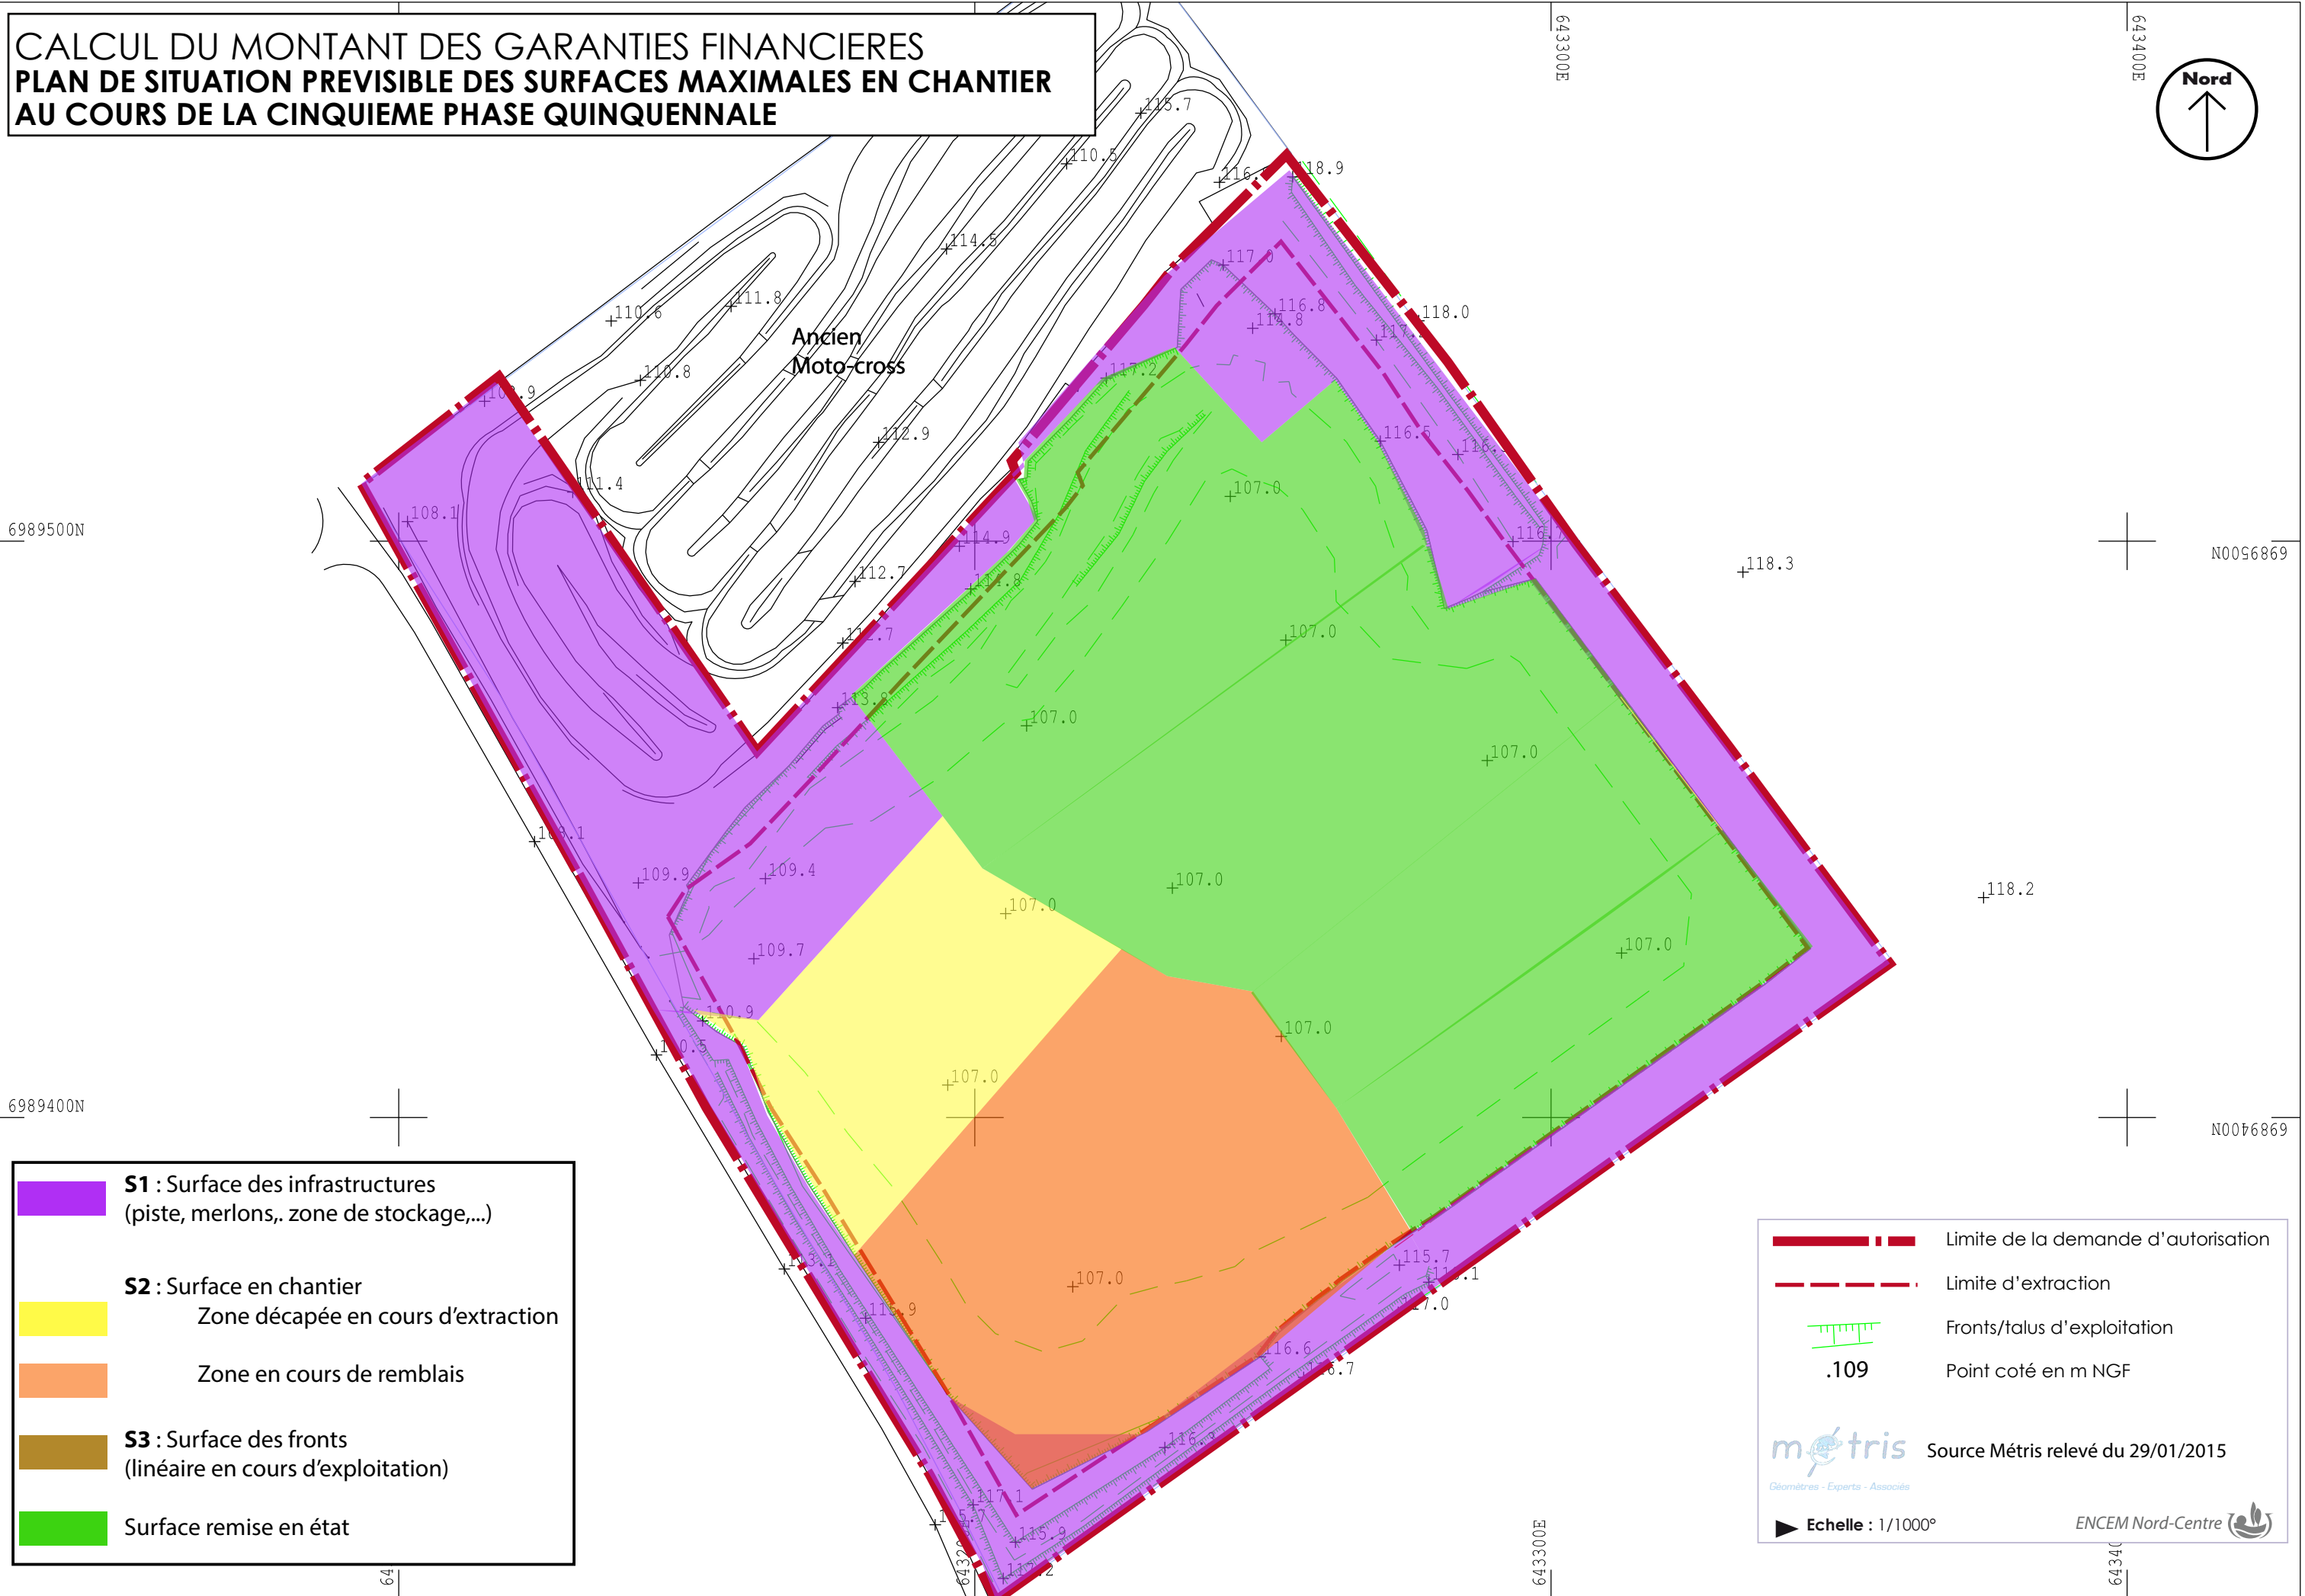 CALCUL DU MONTANT DES GARANTIES FINANCIERES
PLAN DE SITUATION PREVISIBLE DES SURFACES MAXIMALES EN CHANTIER
AU COURS DE LA CINQUIEME PHASE QUINQUENNALE
643300E
643400E
Nord
115.7
110.5
118.9
114.5
117.0
111.8
110.6
116.8
114.8
118.0
Ancien
Moto-cross
110.8
117.2
112.9
116.5
111.4
107.0
108.1
6989500N
114.9
116.7
6989500N
118.3
112.7
114.8
112.7
107.0
113.8
107.0
107.0
109.9
109.4
107.0
118.2
107.0
109.7
107.0
110.9
107.0
107.0
6989400N
6989400N
S1 : Surface des infrastructures
(piste, merlons,. zone de stockage,...)
S2 : Surface en chantier
Zone décapée en cours d'extraction
Zone en cours de remblais
S3 : Surface des fronts
(linéaire en cours d'exploitation)
Surface remise en état
115.7
107.0
115.9
116.6
116.3
117.1
115.9
643300E
Limite de la demande d'autorisation
Limite d'extraction
Fronts/talus d'exploitation
.109 Point coté en m NGF
métris
Géomètres - Experts - Associés
Source Métris relevé du 29/01/2015
Echelle : 1/1000°
ENCEM Nord-Centre